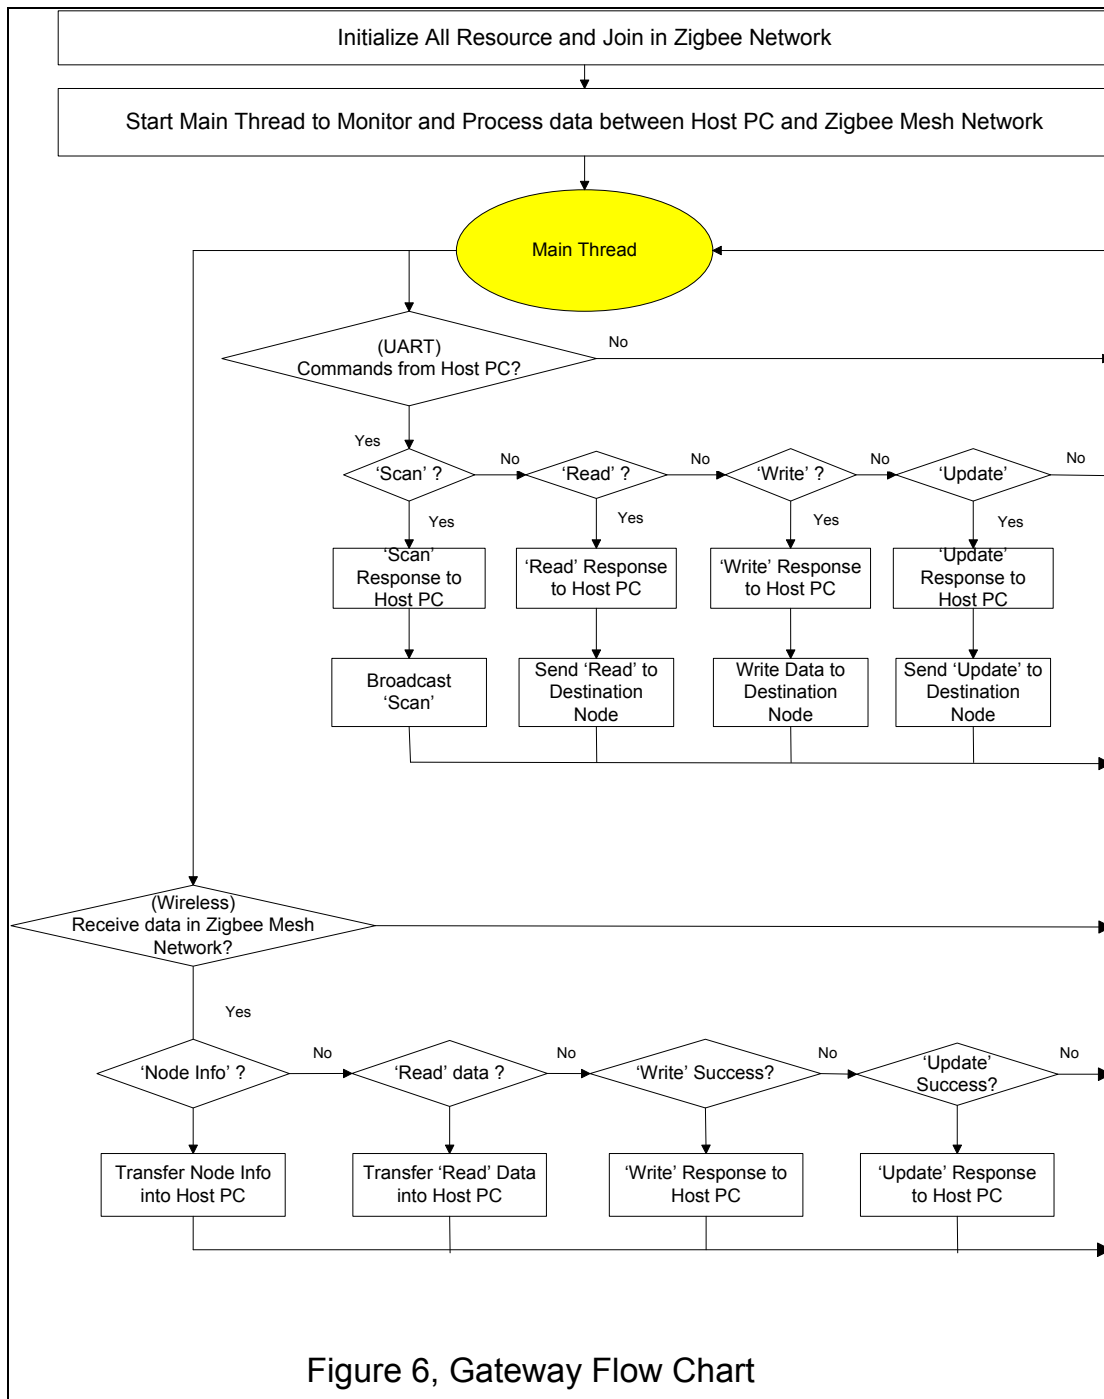 Initialize All Resource and Join in Zigbee Network
Start Main Thread to Monitor and Process data between Host PC and Zigbee Mesh Network
Main Thread
(UART)
Commands from Host PC?
No
Yes
‘Scan’ ?
No
‘Read’ ?
No
‘Write’ ?
No
‘Update’
No
Yes
Yes
Yes
Yes
‘Scan’
Response to
Host PC
‘Read’ Response
to Host PC
‘Write’ Response
to Host PC
‘Update’
Response to
Host PC
Broadcast
‘Scan’
Send ‘Read’ to
Destination
Node
Write Data to
Destination
Node
Send ‘Update’ to
Destination
Node
(Wireless)
Receive data in Zigbee Mesh
Network?
Yes
‘Node Info’ ?
No
‘Read’ data ?
No
‘Write’ Success?
No
‘Update’
Success?
No
Transfer Node Info
into Host PC
Transfer ‘Read’ Data
into Host PC
‘Write’ Response to
Host PC
‘Update’ Response
to Host PC
Figure 6, Gateway Flow Chart